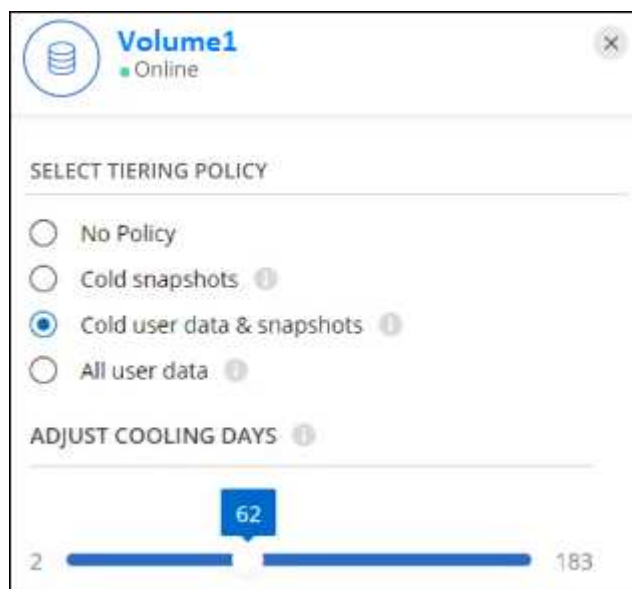 Volume1
Online
SELECT TIERING POLICY
No Policy
Cold snapshots
Cold user data & snapshots
All user data
ADJUST COOLING DAYS
62
2 183